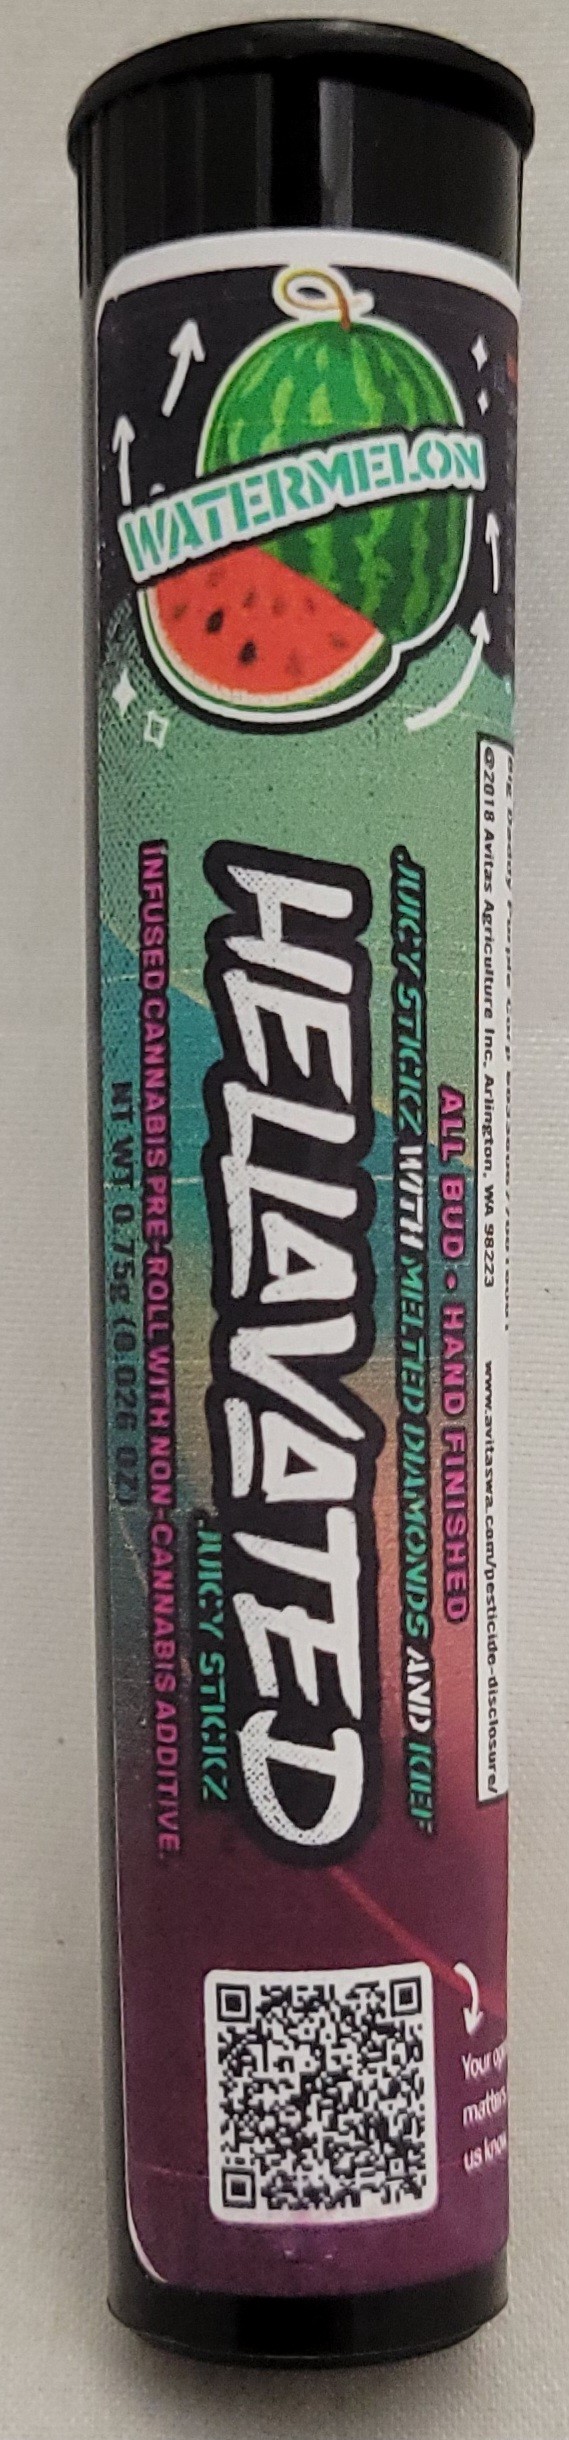 WATERMELON
©2018 Avitas Agriculture Inc. Arlington, WA 98223 www.avitaswa.com/pesticide-disclosure/
ALL BUD • HAND FINISHED
JUICY STICKZ WITH MELTED DIAMONDS AND KIEF
HELLAVATED
JUICY STICKZ
INFUSED CANNABIS PRE-ROLL WITH NON-CANNABIS ADDITIVE.
NT WT 0.75g (0.026 OZ)
Your
matters
us know